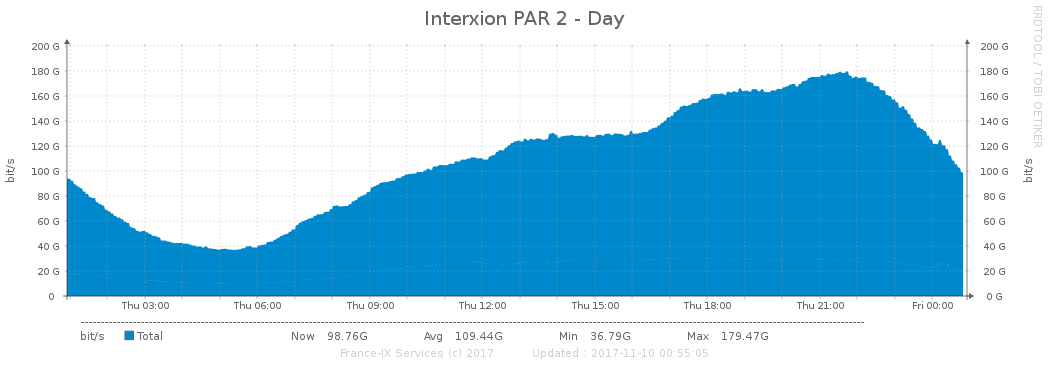 Interxion PAR 2 - Day
RRDTOOL / TOBI OETIKER
200 G 200 G
180 G 180 G
160 G 160 G
140 G 140 G
120 G 120 G
100 G 100 G
80 G 80 G
60 G 60 G
40 G 40 G
20 G 20 G
0 0 G
bit/s bit/s
Thu 03:00 Thu 06:00 Thu 09:00 Thu 12:00 Thu 15:00 Thu 18:00 Thu 21:00 Fri 00:00
bit/s Total Now 98.76G Avg 109.44G Min 36.79G Max 179.47G
France-IX Services (c) 2017 Updated : 2017-11-10 00:55:05